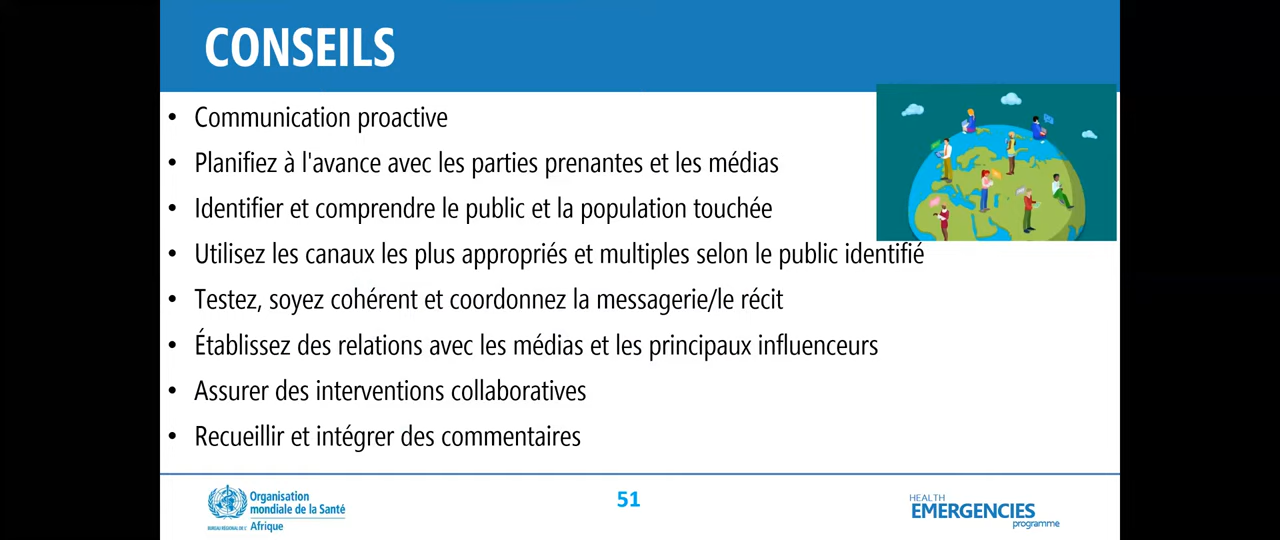 CONSEILS
• Communication proactive
• Planifiez à l'avance avec les parties prenantes et les médias
• Identifier et comprendre le public et la population touchée
• Utilisez les canaux les plus appropriés et multiples selon le public identifié
• Testez, soyez cohérent et coordonnez la messagerie/le récit
• Établissez des relations avec les médias et les principaux influenceurs
• Assurer des interventions collaboratives
• Recueillir et intégrer des commentaires
Organisation
mondiale de la Santé
BUREAU RÉGIONAL DE L' Afrique
51
HEALTH
EMERGENCIES
programme